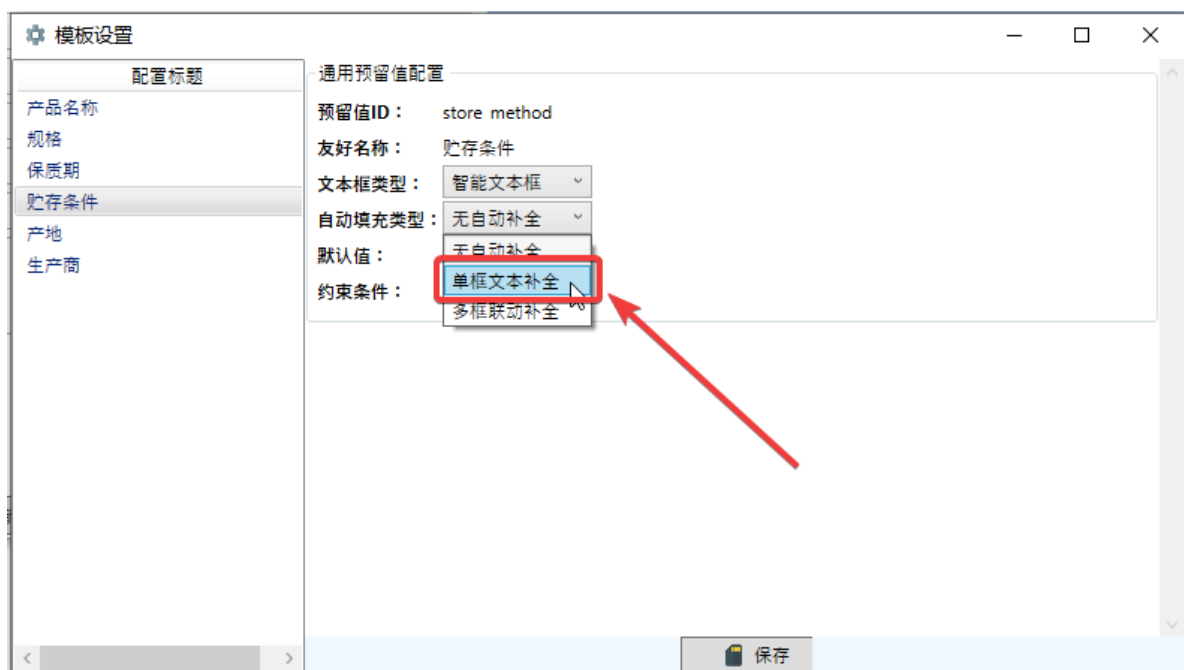 模板设置
配置标题
产品名称
规格
保质期
贮存条件
产地
生产商
通用预留值配置
预留值ID： store method
友好名称： 贮存条件
文本框类型： 智能文本框
自动填充类型： 无自动补全
默认值：
约束条件：
无自动补全
单框文本补全
多框联动补全
保存